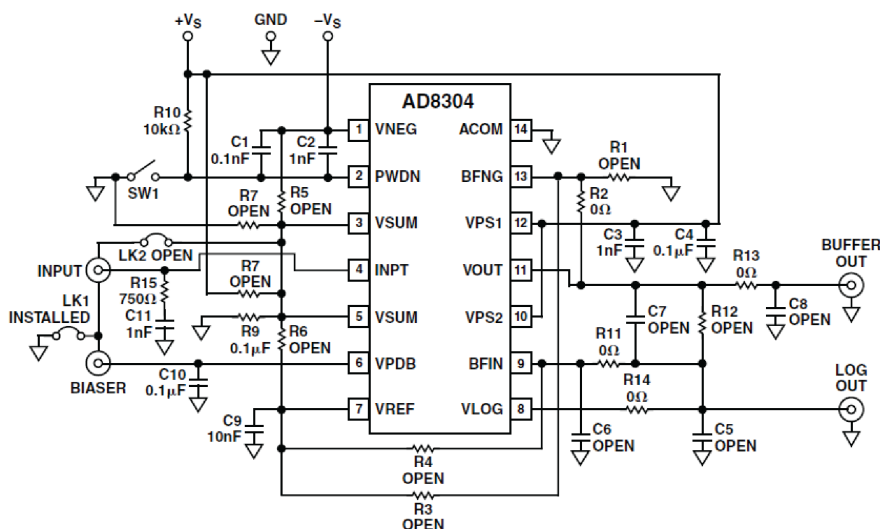 +VS
GND
–VS
AD8304
R10
10kΩ
C1
0.1nF
C2
1nF
1
VNEG
ACOM
14
R1
OPEN
SW1
2
PWDN
BFNG
13
R2
0Ω
R7
OPEN
R5
OPEN
3
VSUM
VPS1
12
C3
1nF
C4
0.1μF
LK2 OPEN
INPUT
4
INPT
VOUT
11
R13
0Ω
BUFFER
OUT
R15
750Ω
R7
OPEN
LK1
INSTALLED
C11
1nF
R9
0.1μF
R6
OPEN
5
VSUM
VPS2
10
C7
OPEN
R12
OPEN
C8
OPEN
BIASER
C10
0.1μF
6
VPDB
BFIN
9
R11
0Ω
R14
0Ω
LOG
OUT
C9
10nF
7
VREF
VLOG
8
C6
OPEN
C5
OPEN
R4
OPEN
R3
OPEN